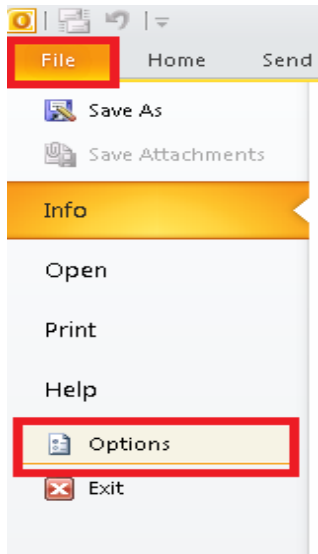 File Home Send
Save As
Save Attachments
Info
Open
Print
Help
Options
Exit